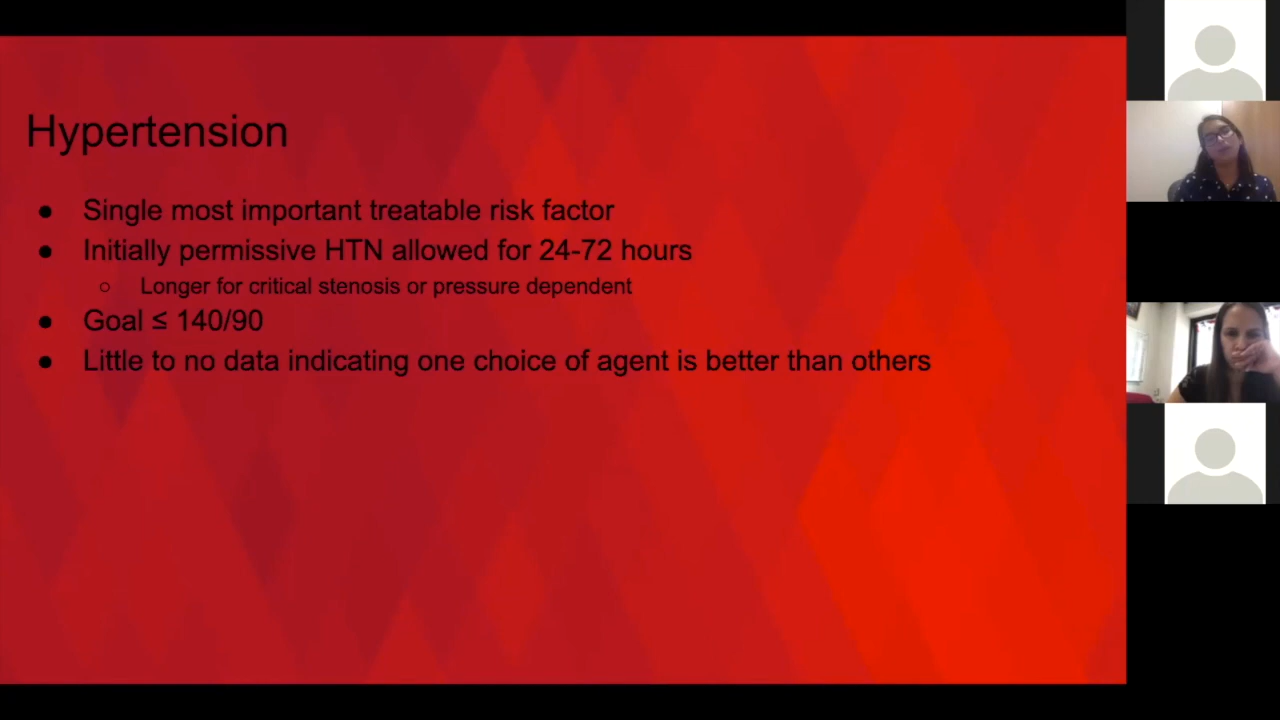 Hypertension
● Single most important treatable risk factor
● Initially permissive HTN allowed for 24-72 hours
○ Longer for critical stenosis or pressure dependent
● Goal ≤ 140/90
● Little to no data indicating one choice of agent is better than others